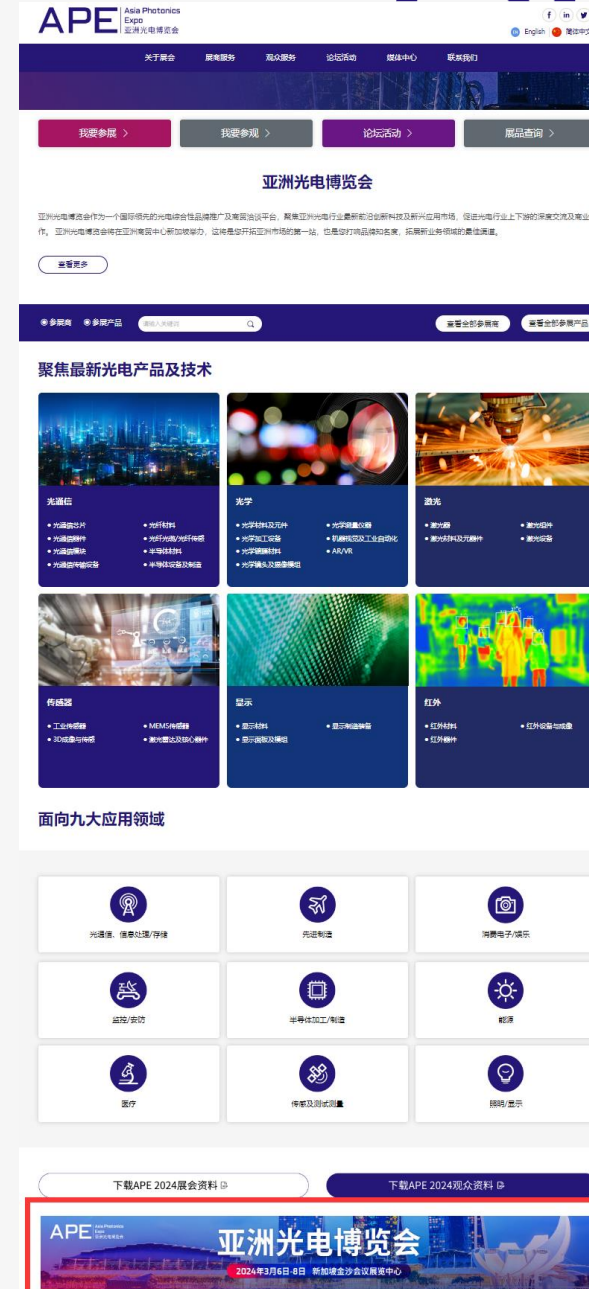 APE
Asia Photonics
Expo
亚洲光电博览会
f in
English 简体中文
关于展会 展商服务 观众服务 论坛活动 媒体中心 联系我们
我要参展 我要参观 论坛活动 展品查询
亚洲光电博览会
亚洲光电博览会作为一个国际领先的光电综合性品牌推广及商贸洽谈平台，聚集亚洲光电行业最新前沿创新科技及新兴应用市场，促进光电行业上下游的深度交流及商业
作。亚洲光电博览会将在亚洲商贸中心新加坡举办，这将是您开拓亚洲市场的第一站，也是您打响品牌知名度，拓展新业务领域的最佳通道。
查看更多
参展商 参展产品 请输入关键词 查看全部参展商 查看全部参展产品
聚焦最新光电产品及技术
光通信
• 光通信芯片
• 光通信器件
• 光通信模块
• 光通信传输设备
• 光纤材料
• 光纤光缆/光纤传感
• 半导体材料
• 半导体设备及制造
光学
• 光学材料及元件
• 光学加工设备
• 光学镀膜材料
• 光学镜头及摄像模组
• 光学测量仪器
• 机器视觉及工业自动化
• AR/VR
激光
• 激光器
• 激光材料及元器件
• 激光组件
• 激光设备
传感器
• 工业传感器
• 3D成像与传感
• MEMS传感器
• 激光雷达及核心器件
显示
• 显示材料
• 显示面板及模组
• 显示制造装备
红外
• 红外材料
• 红外器件
• 红外设备与成像
面向九大应用领域
光通信、信息处理/存储
先进制造
消费电子/娱乐
监控/安防
半导体加工/制造
能源
医疗
传感及测试测量
照明/显示
下载APE 2024展会资料
下载APE 2024观众资料
APE
Asia Photonics
Expo
亚洲光电博览会
亚洲光电博览会
2024年3月6日-8日 新加坡金沙会议展览中心